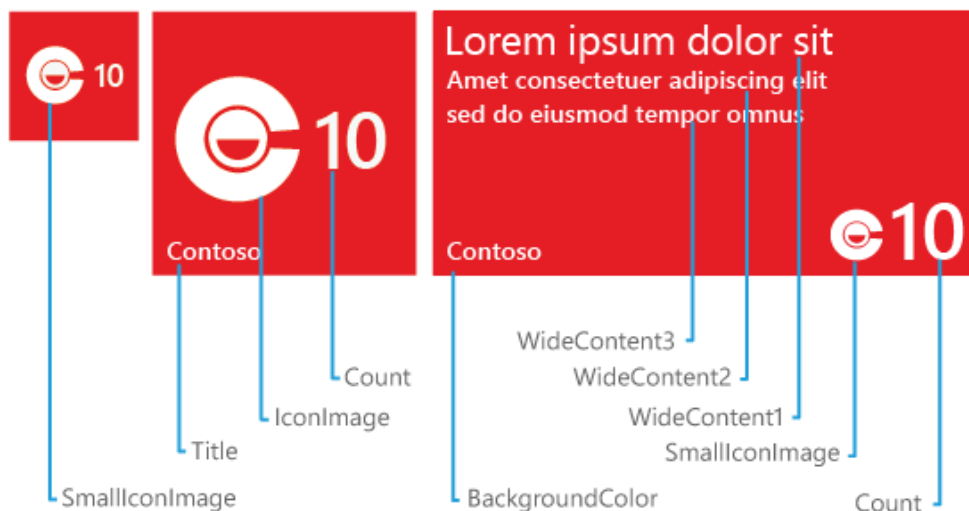 10
10
Contoso
Lorem ipsum dolor sit
Amet consectetuer adipiscing elit
sed do eiusmod tempor omnus
Contoso
10
WideContent3
Count
WideContent2
IconImage
WideContent1
Title
SmallIconImage
SmallIconImage
BackgroundColor
Count